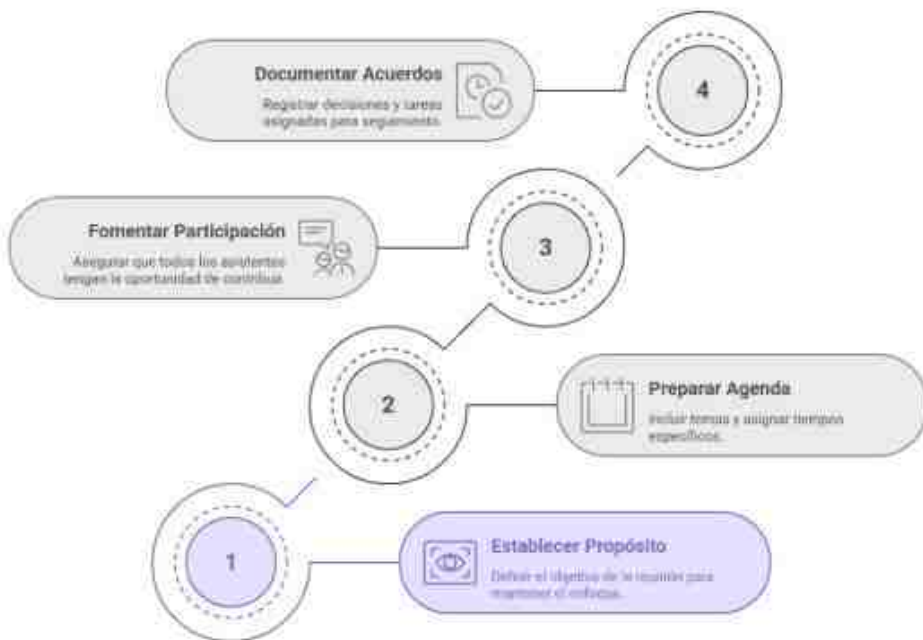 4
Documentar Acuerdos
Registrar decisiones y tareas
asignadas para seguimiento.
3
Fomentar Participación
Asegurar que todos los asistentes
tengan la oportunidad de contribuir.
2
Preparar Agenda
Incluir temas y asignar tiempos
específicos.
1
Establecer Propósito
Definir el objetivo de la reunión para
mantener el enfoque.